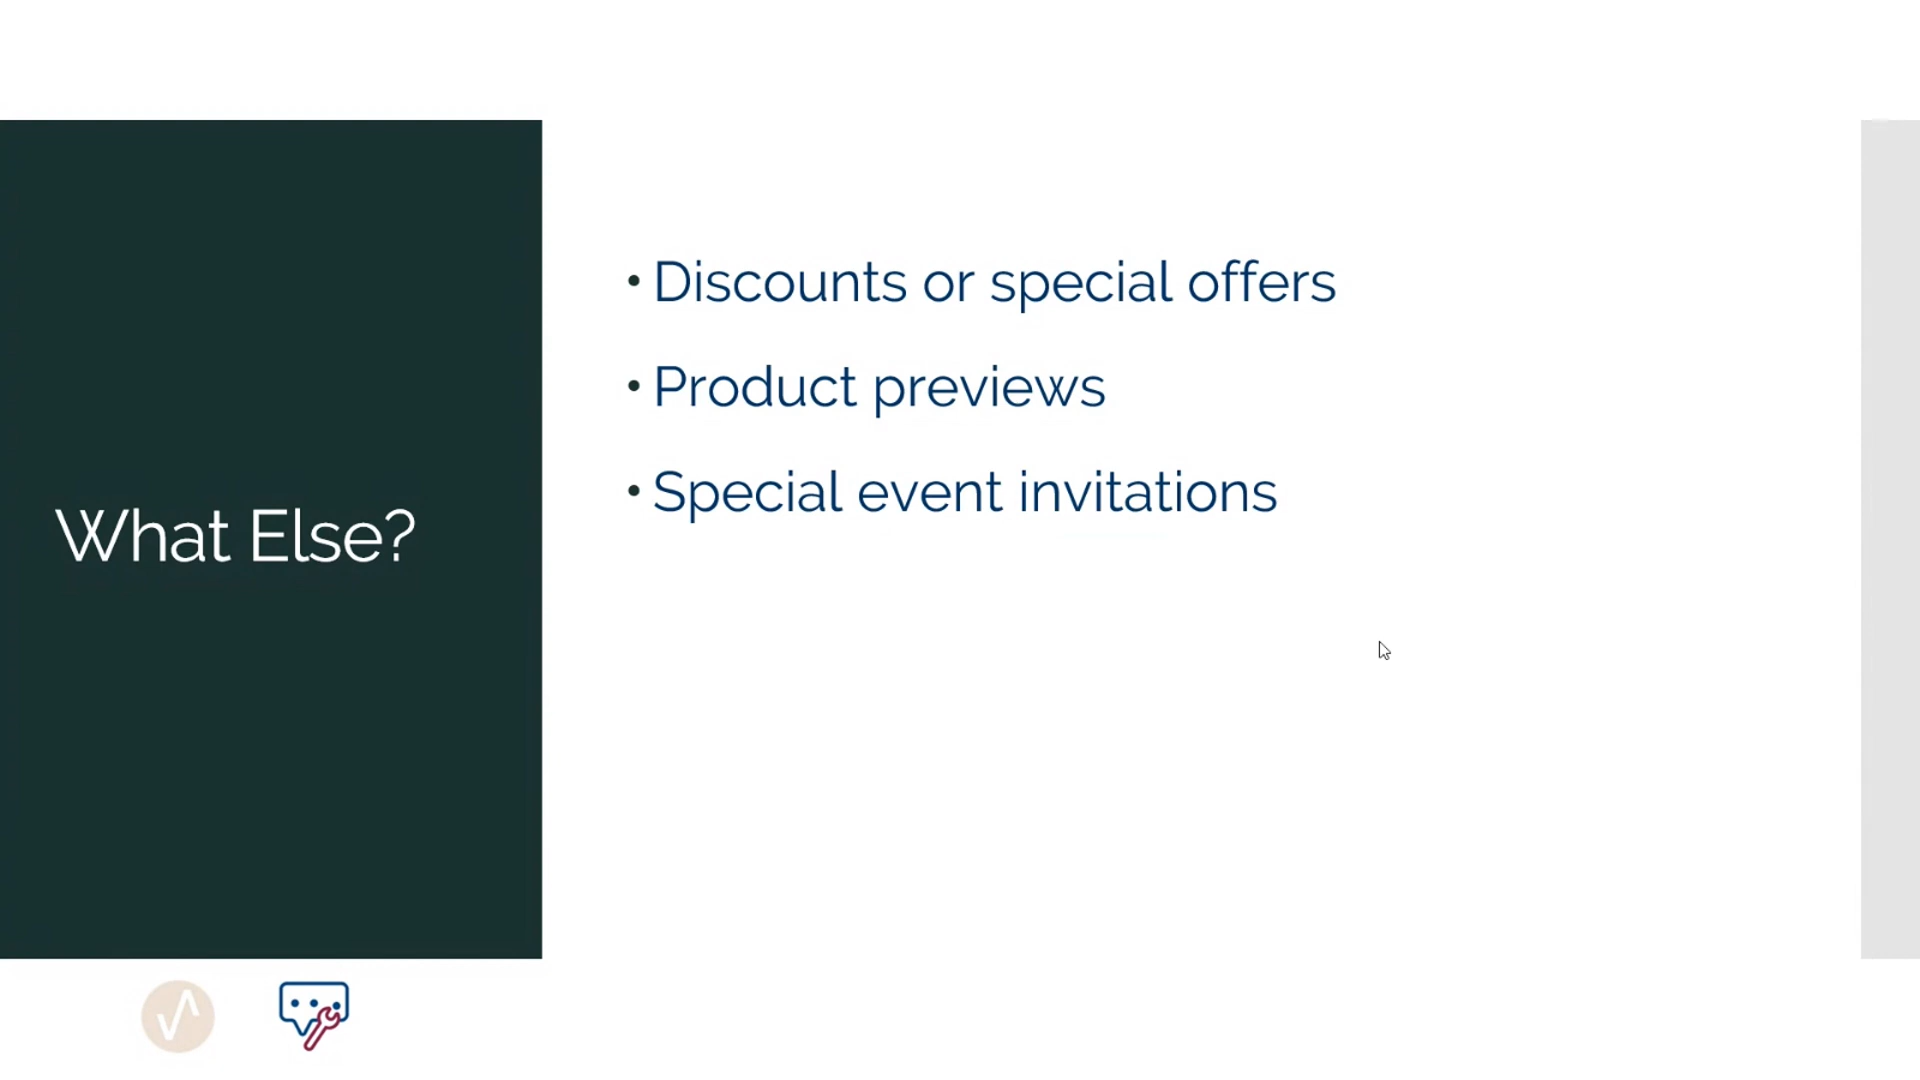 What Else?
• Discounts or special offers
• Product previews
• Special event invitations